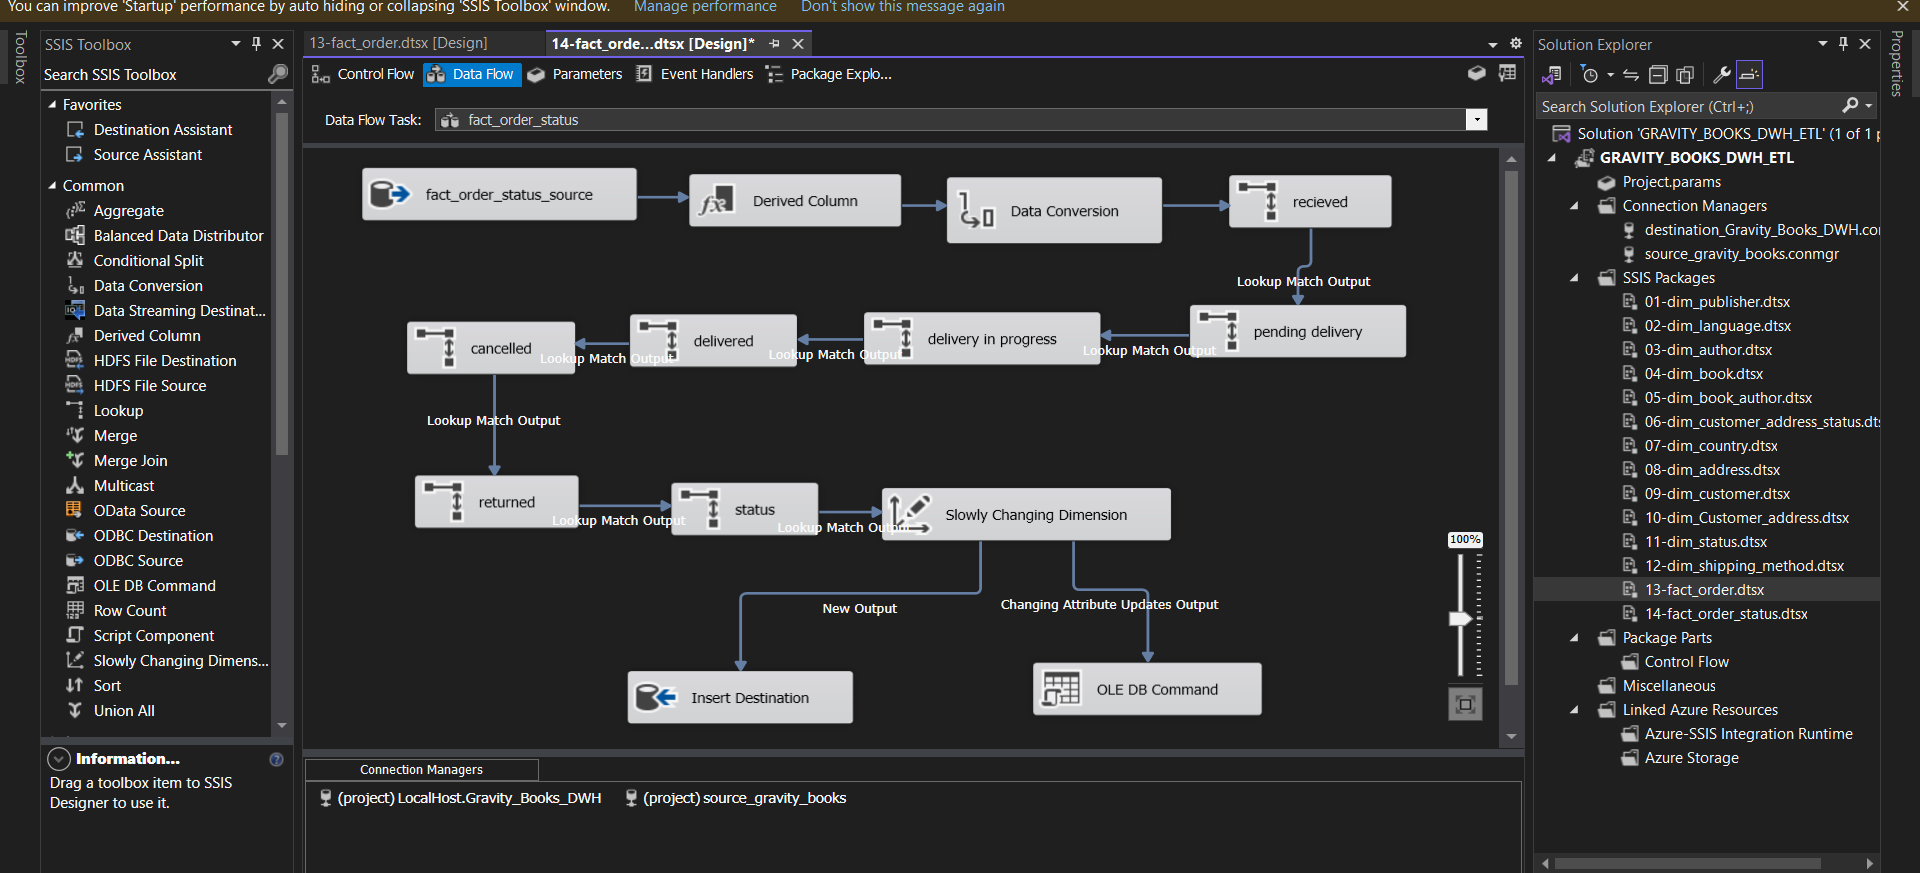 You can improve 'Startup' performance by auto hiding or collapsing 'SSIS Toolbox' window. Manage performance Don't show this message again
Toolbox
SSIS Toolbox
Search SSIS Toolbox
Favorites
Destination Assistant
Source Assistant
Common
Aggregate
Balanced Data Distributor
Conditional Split
Data Conversion
Data Streaming Destinat...
Derived Column
HDFS File Destination
HDFS File Source
Lookup
Merge
Merge Join
Multicast
OData Source
ODBC Destination
ODBC Source
OLE DB Command
Row Count
Script Component
Slowly Changing Dimens...
Sort
Union All
Information...
Drag a toolbox item to SSIS
Designer to use it.
13-fact_order.dtsx [Design]
14-fact_orde...dtsx [Design]*
Control Flow
Data Flow
Parameters
Event Handlers
Package Explo...
Data Flow Task:
fact_order_status
fact_order_status_source
Derived Column
Data Conversion
recieved
Lookup Match Output
pending delivery
Lookup Match Output
delivery in progress
Lookup Match Output
delivered
Lookup Match Output
cancelled
Lookup Match Output
returned
Lookup Match Output
status
Lookup Match Output
Slowly Changing Dimension
New Output
Changing Attribute Updates Output
Insert Destination
OLE DB Command
100%
Connection Managers
(project) LocalHost.Gravity_Books_DWH
(project) source_gravity_books
Solution Explorer
Search Solution Explorer (Ctrl+;)
Solution 'GRAVITY_BOOKS_DWH_ETL' (1 of 1 p
GRAVITY_BOOKS_DWH_ETL
Project.params
Connection Managers
destination_Gravity_Books_DWH.con
source_gravity_books.conmgr
SSIS Packages
01-dim_publisher.dtsx
02-dim_language.dtsx
03-dim_author.dtsx
04-dim_book.dtsx
05-dim_book_author.dtsx
06-dim_customer_address_status.dts
07-dim_country.dtsx
08-dim_address.dtsx
09-dim_customer.dtsx
10-dim_Customer_address.dtsx
11-dim_status.dtsx
12-dim_shipping_method.dtsx
13-fact_order.dtsx
14-fact_order_status.dtsx
Package Parts
Control Flow
Miscellaneous
Linked Azure Resources
Azure-SSIS Integration Runtime
Azure Storage
Properties